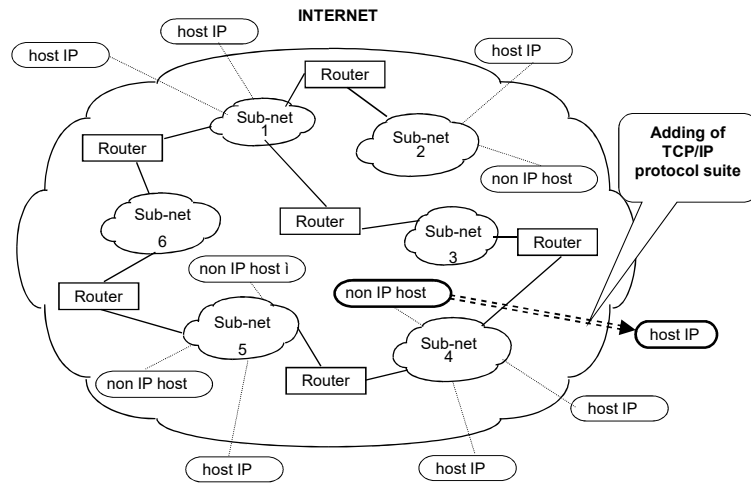 INTERNET
host IP
host IP
host IP
Router
Sub-net
1
Sub-net
2
Adding of
TCP/IP
protocol suite
Router
non IP host
Sub-net
6
Router
Sub-net
3
Router
non IP host ì
non IP host
Router
host IP
Sub-net
5
Sub-net
4
non IP host
Router
host IP
host IP
host IP